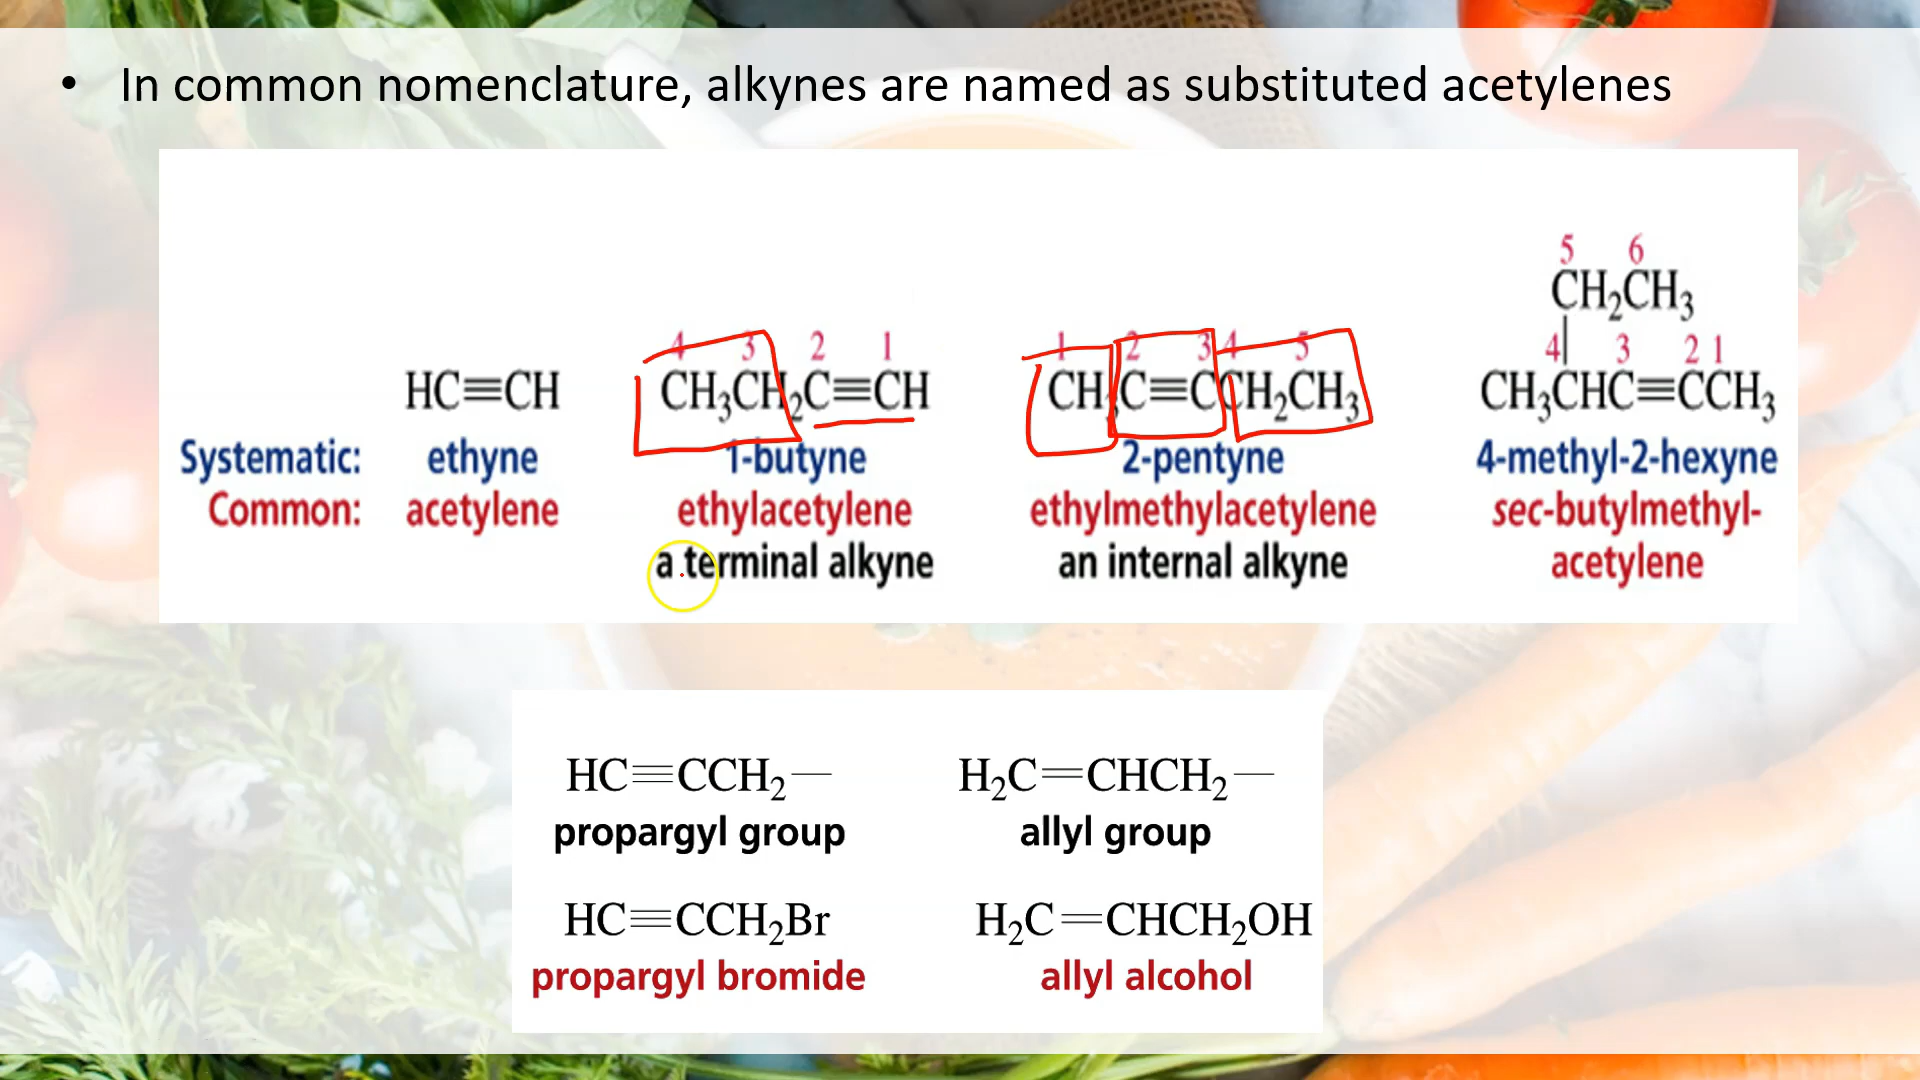 • In common nomenclature, alkynes are named as substituted acetylenes
5 6
CH₂CH₃
4 3 2 1
1 2 3 4 5
4| 3 2 1
HC≡CH
CH₃CH₂C≡CH
CH₃C≡CCH₂CH₃
CH₃CHC≡CCH₃
Systematic: ethyne 1-butyne 2-pentyne 4-methyl-2-hexyne
Common: acetylene ethylacetylene ethylmethylacetylene sec-butylmethyl-
a terminal alkyne an internal alkyne acetylene
HC≡CCH₂— H₂C=CHCH₂—
propargyl group allyl group
HC≡CCH₂Br H₂C=CHCH₂OH
propargyl bromide allyl alcohol